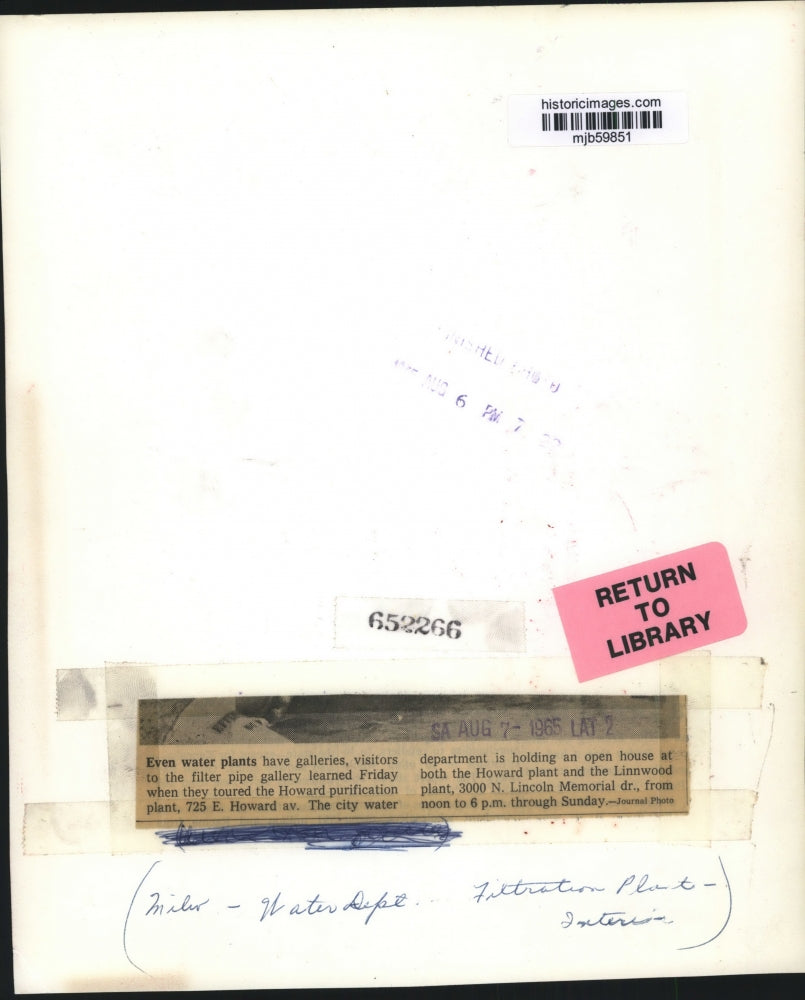 historicimages.com
mjb59851
AUG 6 PM 7
RETURN
TO
LIBRARY
652266
SA AUG 7- 1965 LAT 2
Even water plants have galleries, visitors
to the filter pipe gallery learned Friday
when they toured the Howard purification
plant, 725 E. Howard av. The city water
department is holding an open house at
both the Howard plant and the Linnwood
plant, 3000 N. Lincoln Memorial dr., from
noon to 6 p.m. through Sunday.—Journal Photo
(Milw - Water Dept. Filtration Plant -
Interior)